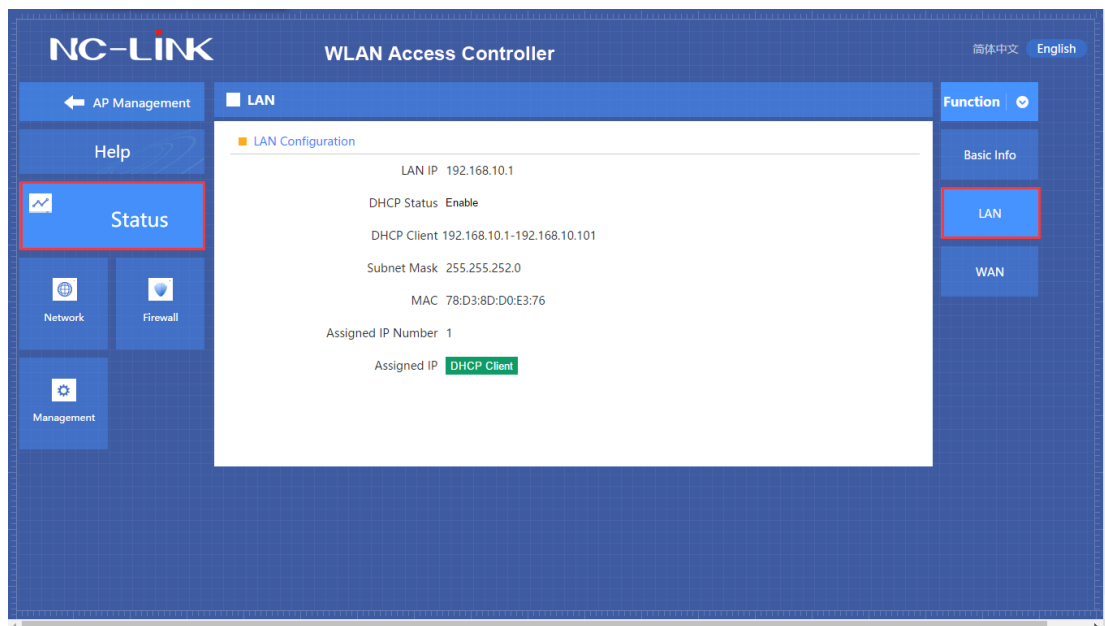 NC-LINK
WLAN Access Controller
简体中文 English
AP Management
LAN
Function
Help
Status
Network
Firewall
Management
LAN Configuration
LAN IP 192.168.10.1
DHCP Status Enable
DHCP Client 192.168.10.1-192.168.10.101
Subnet Mask 255.255.252.0
MAC 78:D3:8D:D0:E3:76
Assigned IP Number 1
Assigned IP DHCP Client
Basic Info
LAN
WAN